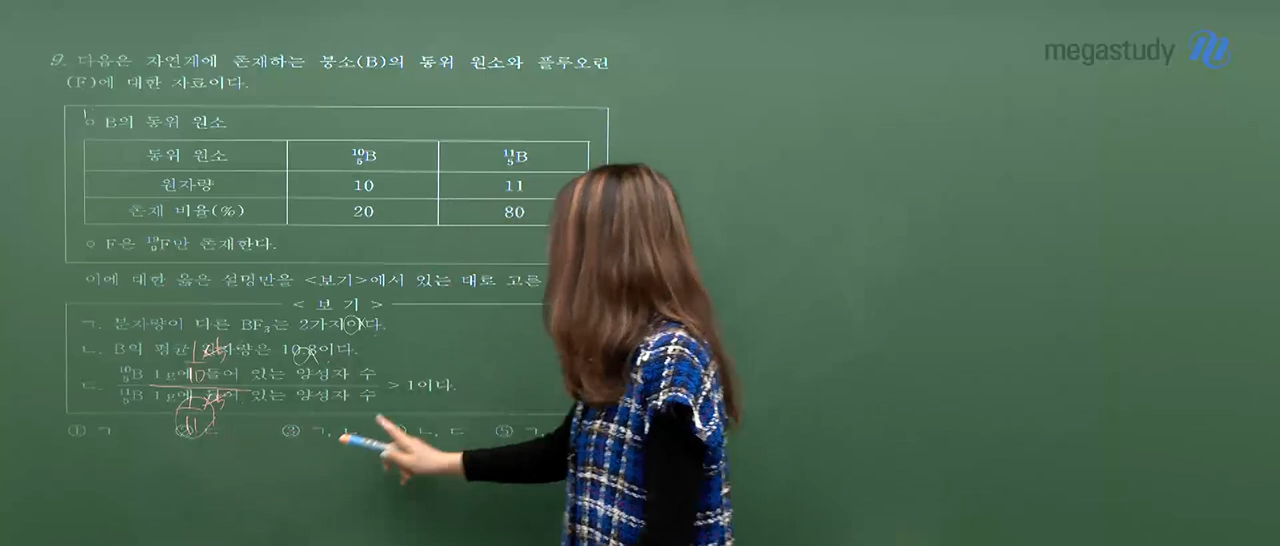 megastudy
9. 다음은 자연계에 존재하는 붕소(B)의 동위 원소와 플루오린
(F)에 대한 자료이다.
○ B의 동위 원소
동위 원소 ¹⁰₅B ¹¹₅B
원자량 10 11
존재 비율(%) 20 80
○ F은 ¹⁹₉F만 존재한다.
이에 대한 옳은 설명만을 <보기>에서 있는 대로 고른
<보 기>
ㄱ. 분자량이 다른 BF₃는 2가지이다.
ㄴ. B의 평균 원자량은 10.8이다.
ㄷ. ¹⁰₅B 1g에 들어 있는 양성자 수
¹¹₅B 1g에 들어 있는 양성자 수 > 1이다.
1
10
1
11
① ㄱ ② ㄷ ③ ㄱ, ㄴ ④ ㄴ, ㄷ ⑤ ㄱ,